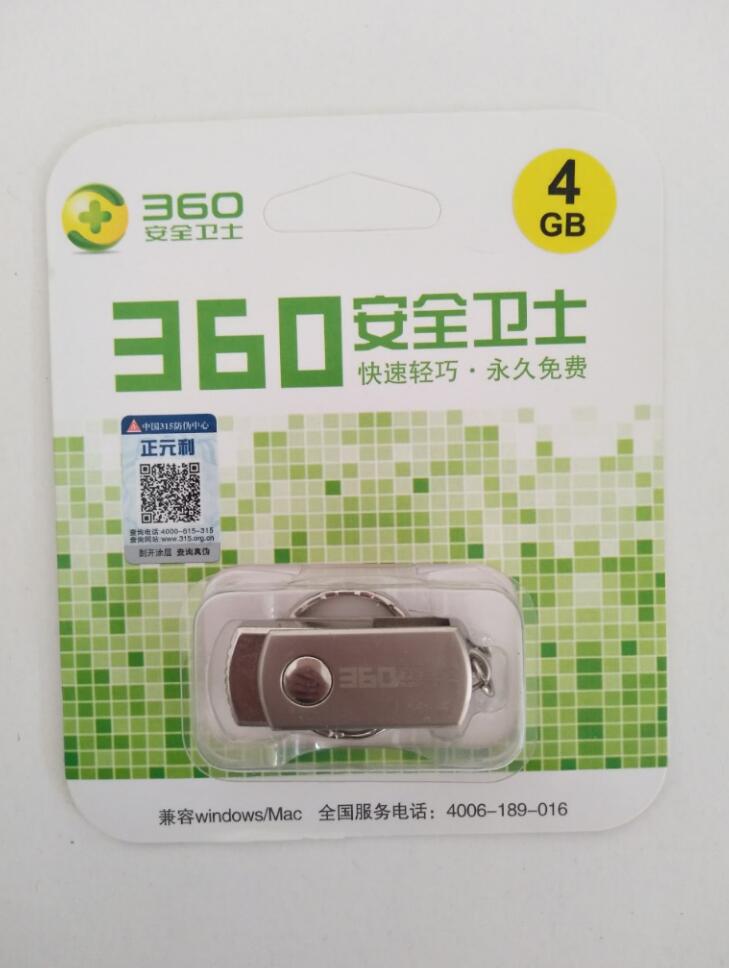 360
安全卫士
4
GB
360安全卫士
快速轻巧·永久免费
中国315防伪中心
正元利
查询电话:4000-815-315
查询网站:www.315.org.cn
刮开涂层 查询真伪
360
兼容windows/Mac 全国服务电话：4006-189-016